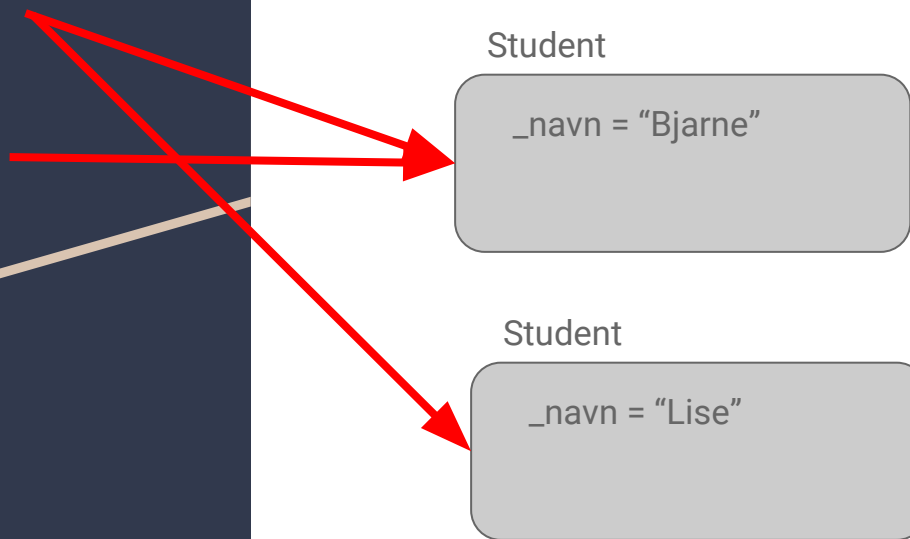 Student
_navn = “Bjarne”
Student
_navn = “Lise”